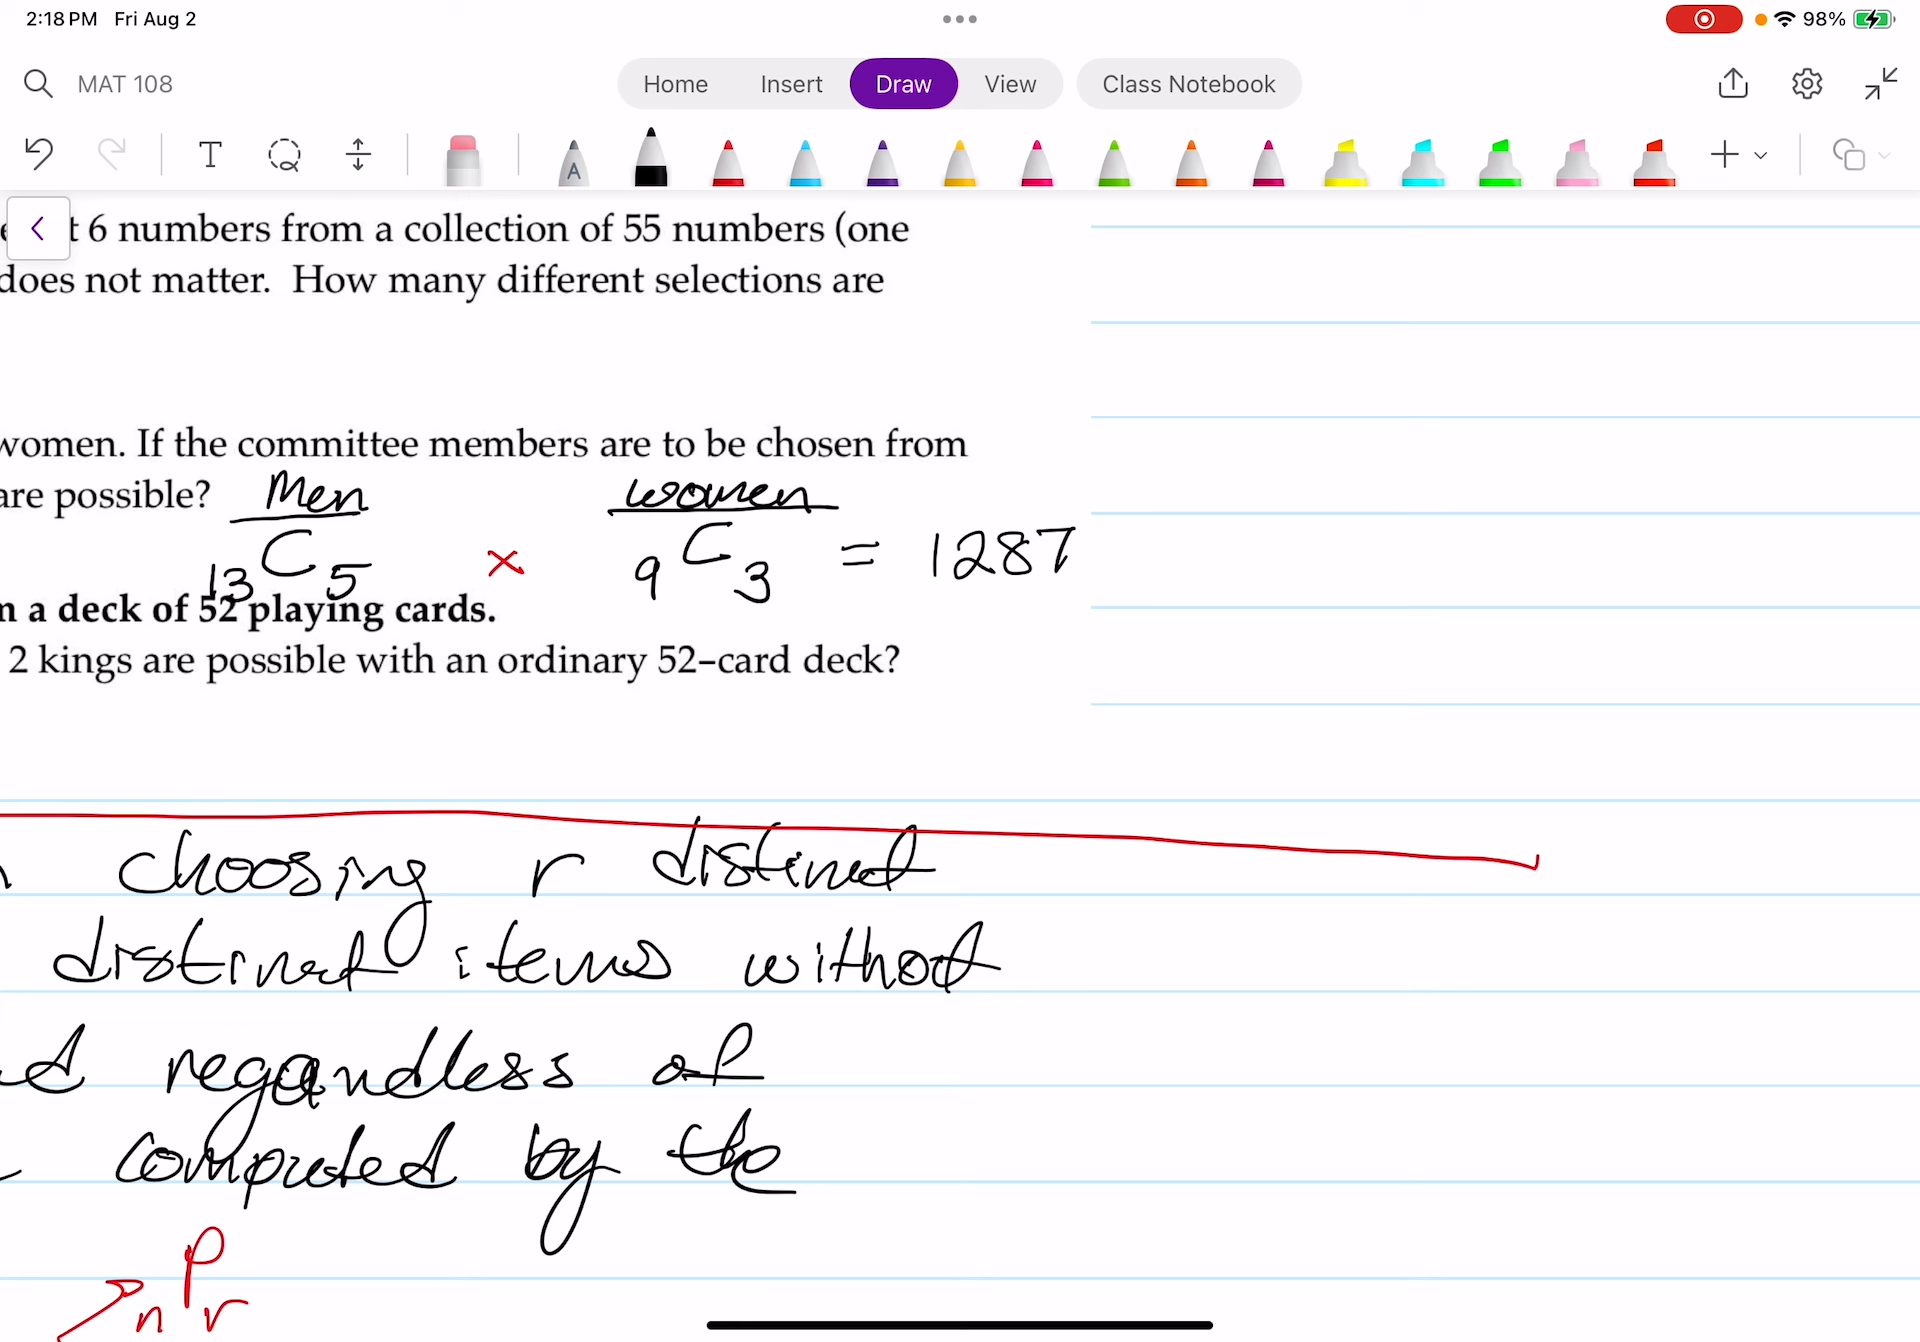 2:18 PM Fri Aug 2
98%
MAT 108
Home Insert Draw View Class Notebook
T
A
t 6 numbers from a collection of 55 numbers (one
does not matter. How many different selections are
women. If the committee members are to be chosen from
are possible? Men women
13C5 × 9C3 = 1287
a deck of 52 playing cards.
2 kings are possible with an ordinary 52-card deck?
choosing r distinct
distinct items without
regardless of
computed by the
nPr